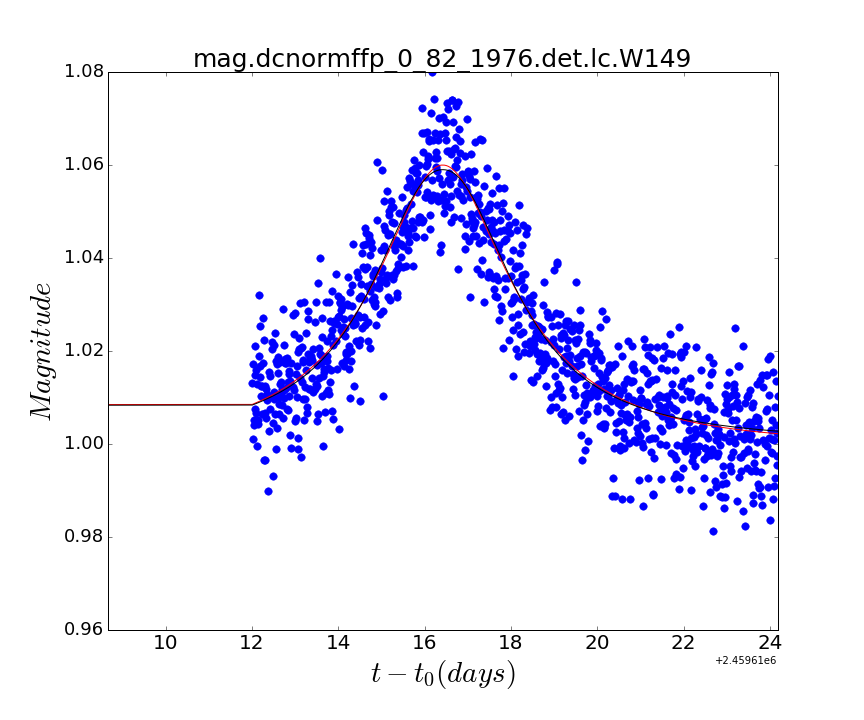 mag.dcnormffp_0_82_1976.det.lc.W149
1.08
1.06
1.04
1.02
1.00
0.98
0.96
Magnitude
10 12 14 16 18 20 22 24
+2.45961e6
t − t₀(days)